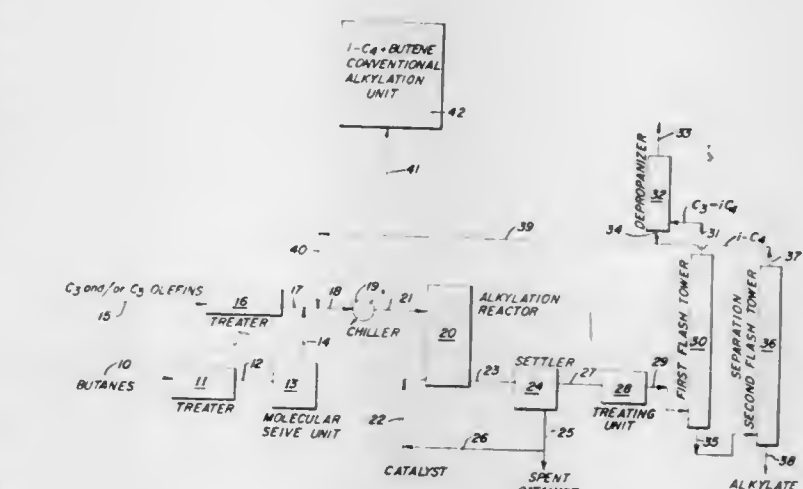 i-C4 + BUTENE
CONVENTIONAL
ALKYLATION
UNIT
42
41
33
DEPROPANIZER
32
C3-iC4
39
34
31
i-C4
40
37
C3 and/or C5 OLEFINS
15
16
TREATER
17
18
19
CHILLER
21
ALKYLATION
REACTOR
20
14
FIRST FLASH TOWER
30
SEPARATION
SECOND FLASH TOWER
36
10
BUTANES
11
TREATER
12
13
MOLECULAR
SEIVE UNIT
23
SETTLER
24
27
28
TREATING
UNIT
29
22
26
25
35
38
CATALYST
SPENT
ALKYLATE